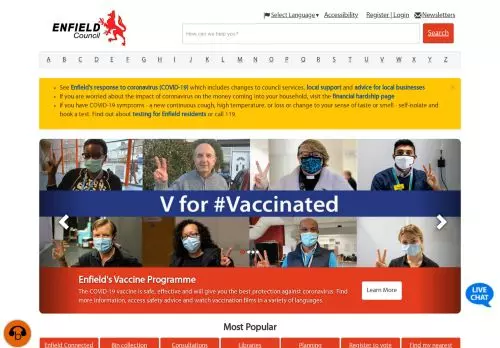 ENFIELD
Council
Select Language ▼ Accessibility Register | Login Newsletters
How can we help you? Search
A B C D E F G H I J K L M N O P Q R S T U V W X Y Z
See Enfield's response to coronavirus (COVID-19) which includes changes to council services, local support and advice for local businesses
If you are worried about the impact of coronavirus on the money coming into your household, visit the financial hardship page
If you have COVID-19 symptoms - a new continuous cough, high temperature, or loss or change to your sense of taste or smell - self-isolate and
book a test. Find out about testing for Enfield residents or call 119.
V for #Vaccinated
Enfield's Vaccine Programme
The COVID-19 vaccine is safe, effective and will give you the best protection against coronavirus. Find
more information, access safety advice and watch vaccination films in a variety of languages.
Learn More
LIVE
CHAT
Most Popular
Enfield Connected Bin collection Consultations Libraries Planning Register to vote Find my nearest